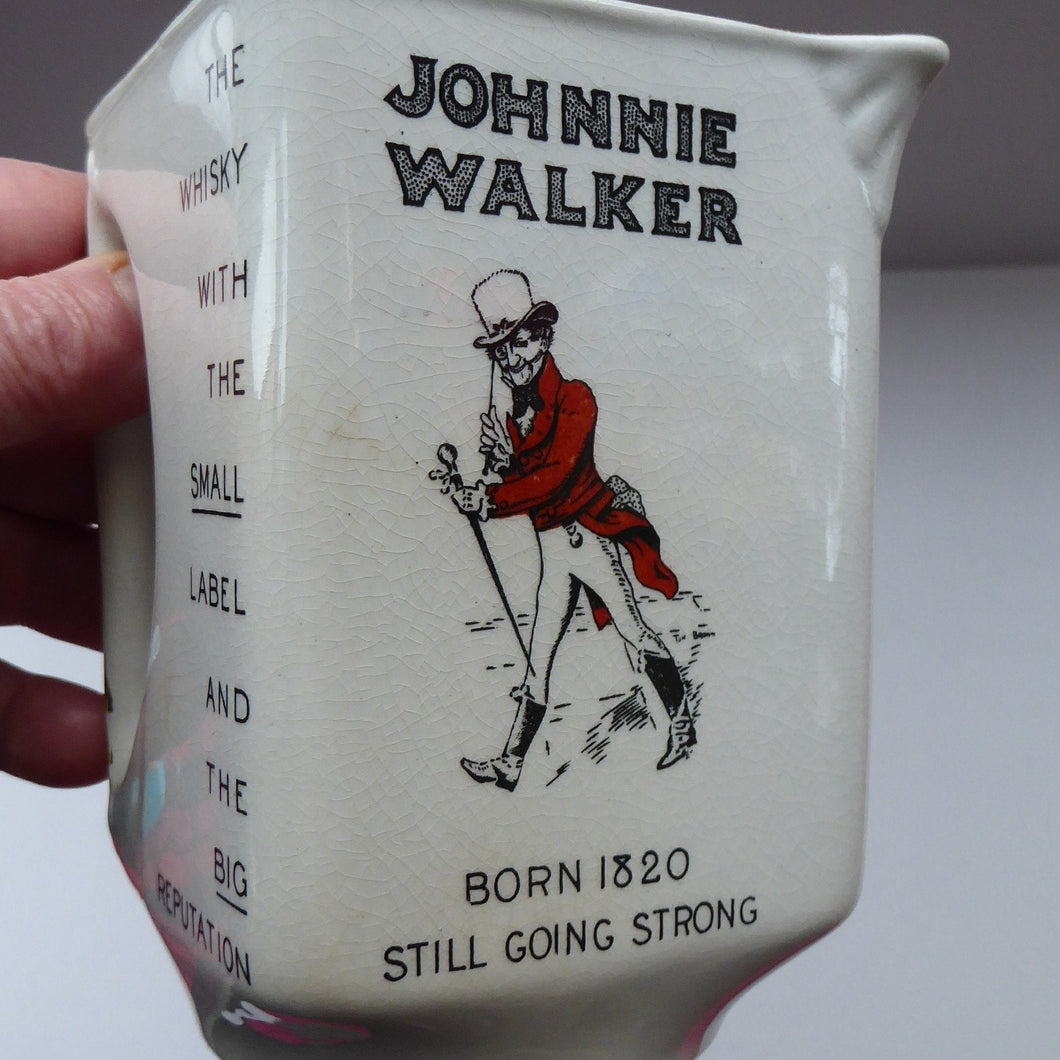 THE
WHISKY
WITH
THE
SMALL
LABEL
AND
THE
BIG
REPUTATION
JOHNNIE
WALKER
BORN 1820
STILL GOING STRONG